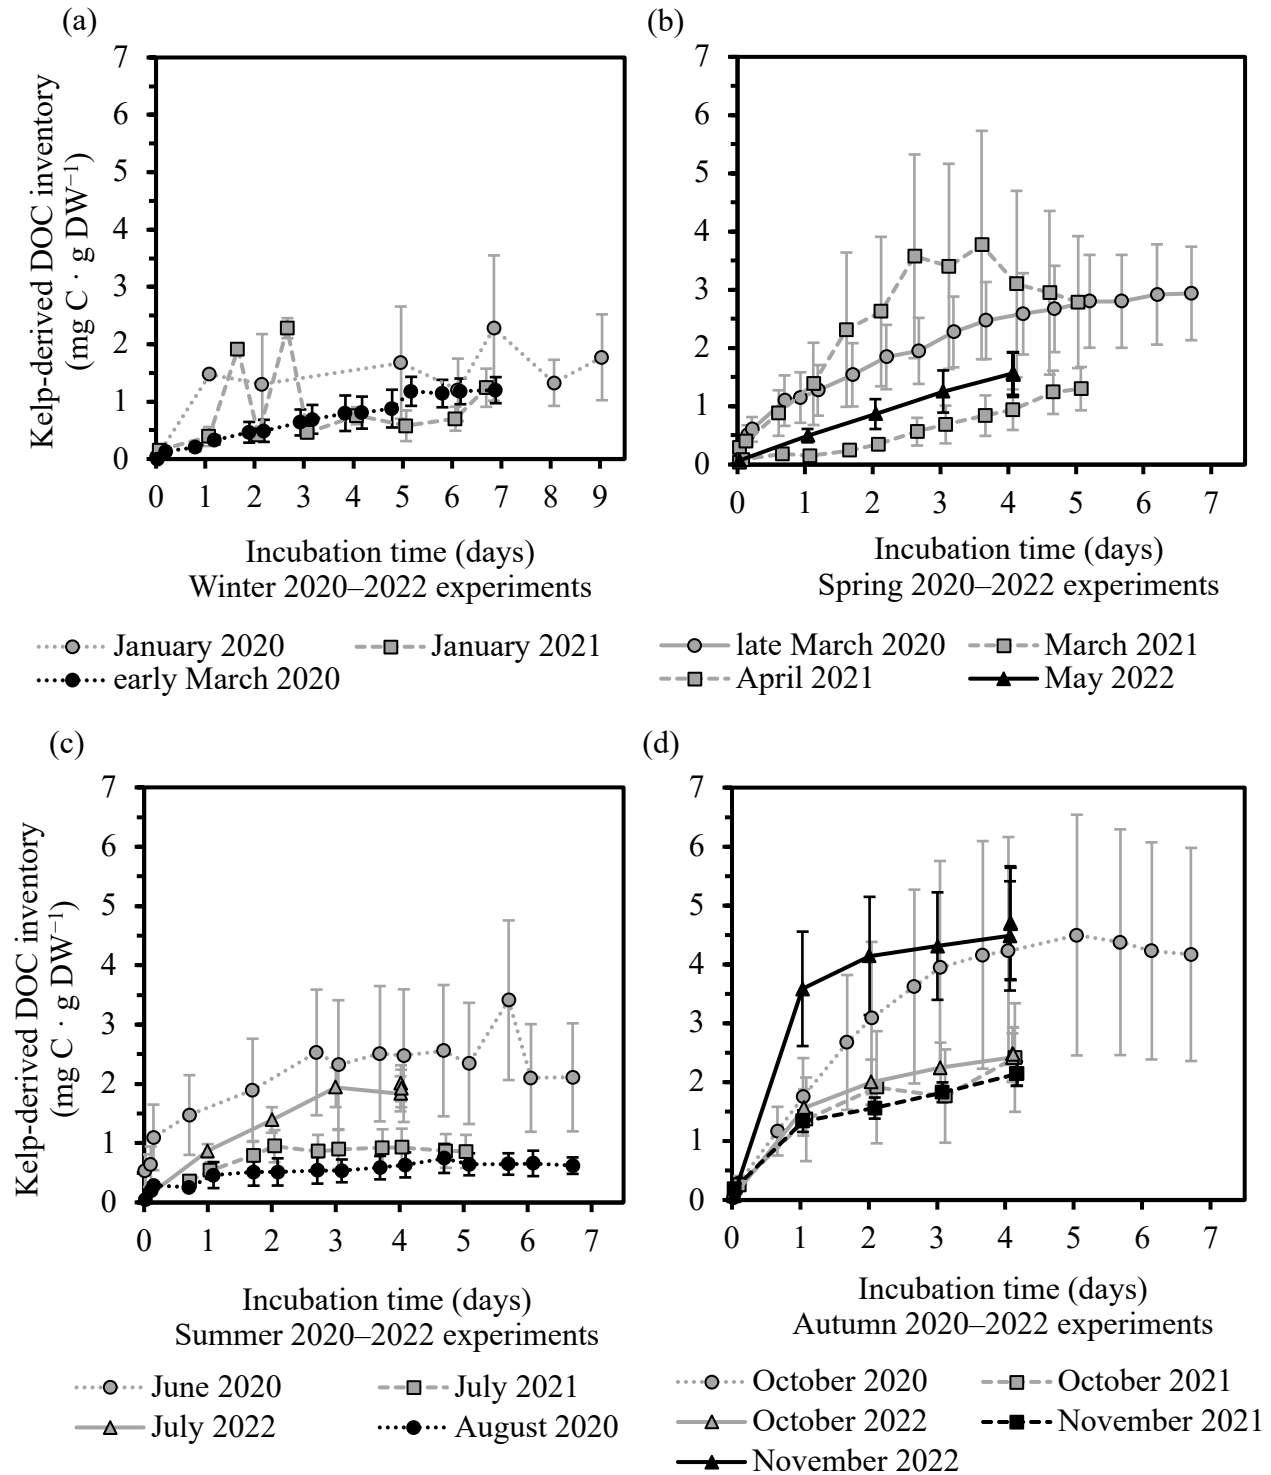 (a)
7
6
5
4
3
2
1
0
Kelp-derived DOC inventory
(mg C · g DW⁻¹)
0 1 2 3 4 5 6 7 8 9
Incubation time (days)
Winter 2020–2022 experiments
January 2020 January 2021
early March 2020
(b)
7
6
5
4
3
2
1
0
0 1 2 3 4 5 6 7
Incubation time (days)
Spring 2020–2022 experiments
late March 2020 March 2021
April 2021 May 2022
(c)
7
6
5
4
3
2
1
0
Kelp-derived DOC inventory
(mg C · g DW⁻¹)
0 1 2 3 4 5 6 7
Incubation time (days)
Summer 2020–2022 experiments
June 2020 July 2021
July 2022 August 2020
(d)
7
6
5
4
3
2
1
0
0 1 2 3 4 5 6 7
Incubation time (days)
Autumn 2020–2022 experiments
October 2020 October 2021
October 2022 November 2021
November 2022